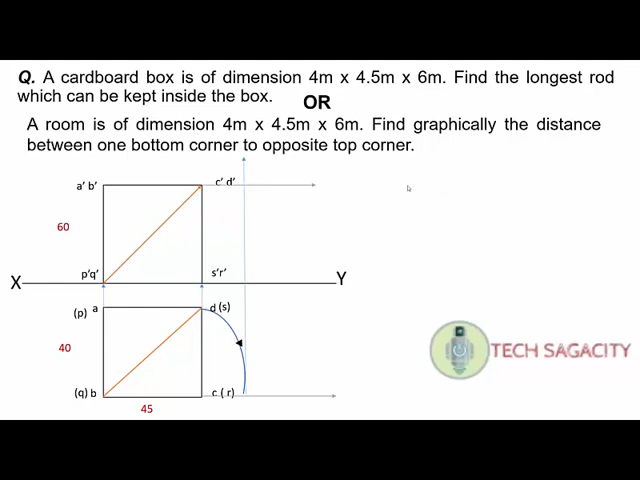 Q. A cardboard box is of dimension 4m x 4.5m x 6m. Find the longest rod
which can be kept inside the box.
OR
A room is of dimension 4m x 4.5m x 6m. Find graphically the distance
between one bottom corner to opposite top corner.
a' b'
c' d'
60
p'q'
s'r'
X
Y
(p) a
d (s)
40
TECH SAGACITY
(q) b
c ( r)
45